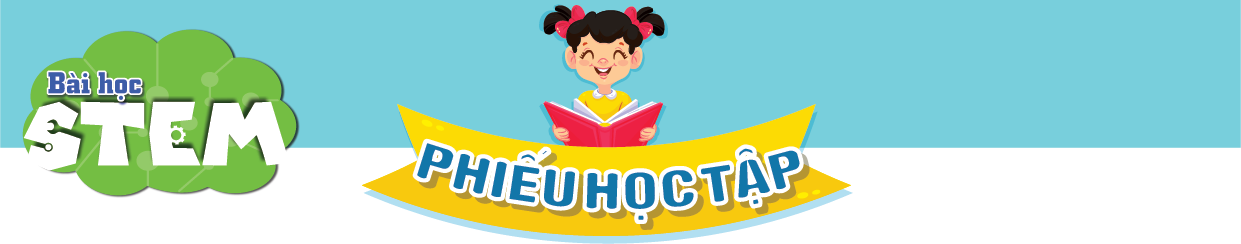 Bài học
STEM
PHIẾU HỌC TẬP